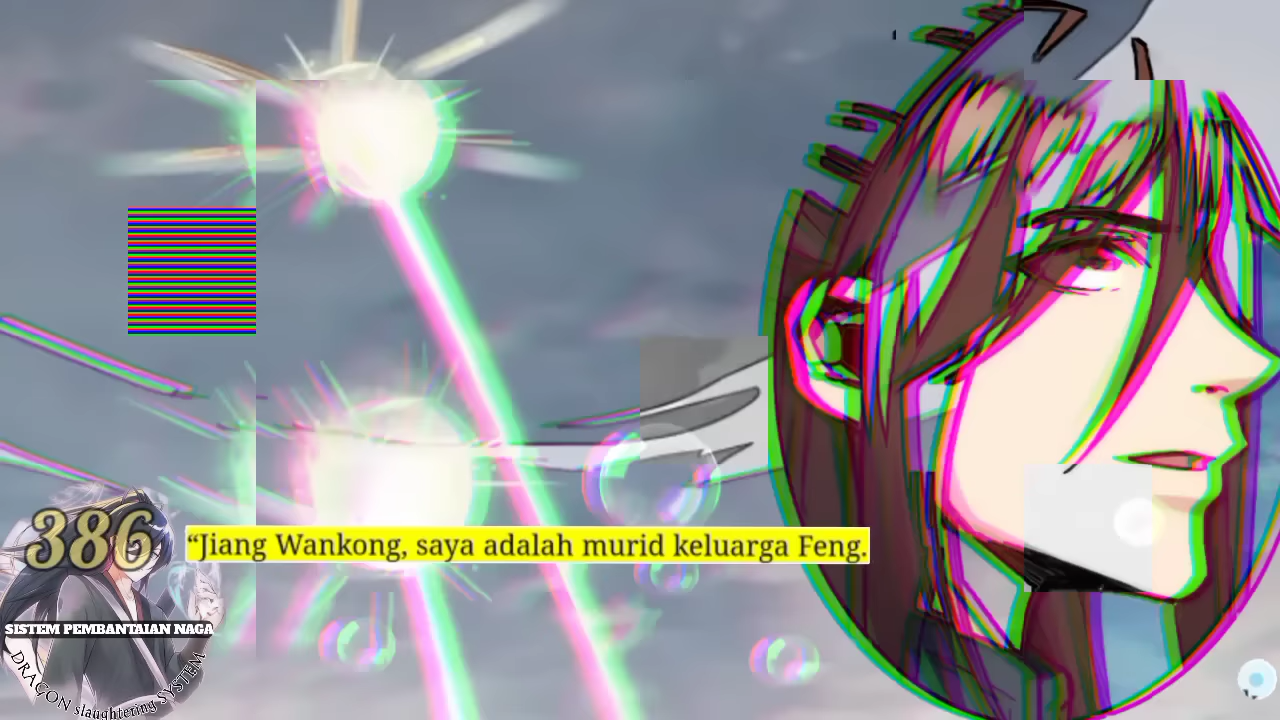 386
“Jiang Wankong, saya adalah murid keluarga Feng.
SISTEM PEMBANTAIAN NAGA
DRAGON slaughtering SYSTEM